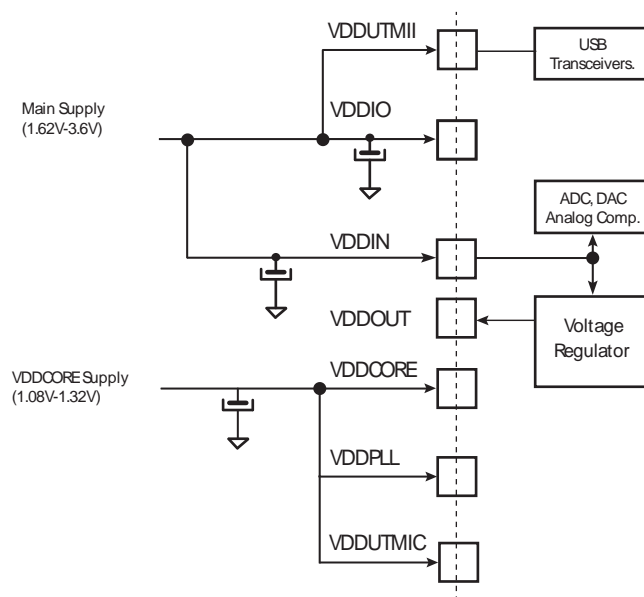 VDDUTMII
USB
Transceivers.
Main Supply
(1.62V-3.6V)
VDDIO
ADC, DAC
Analog Comp.
VDDIN
VDDOUT
Voltage
Regulator
VDDCORE Supply
(1.08V-1.32V)
VDDCORE
VDDPLL
VDDUTMIC